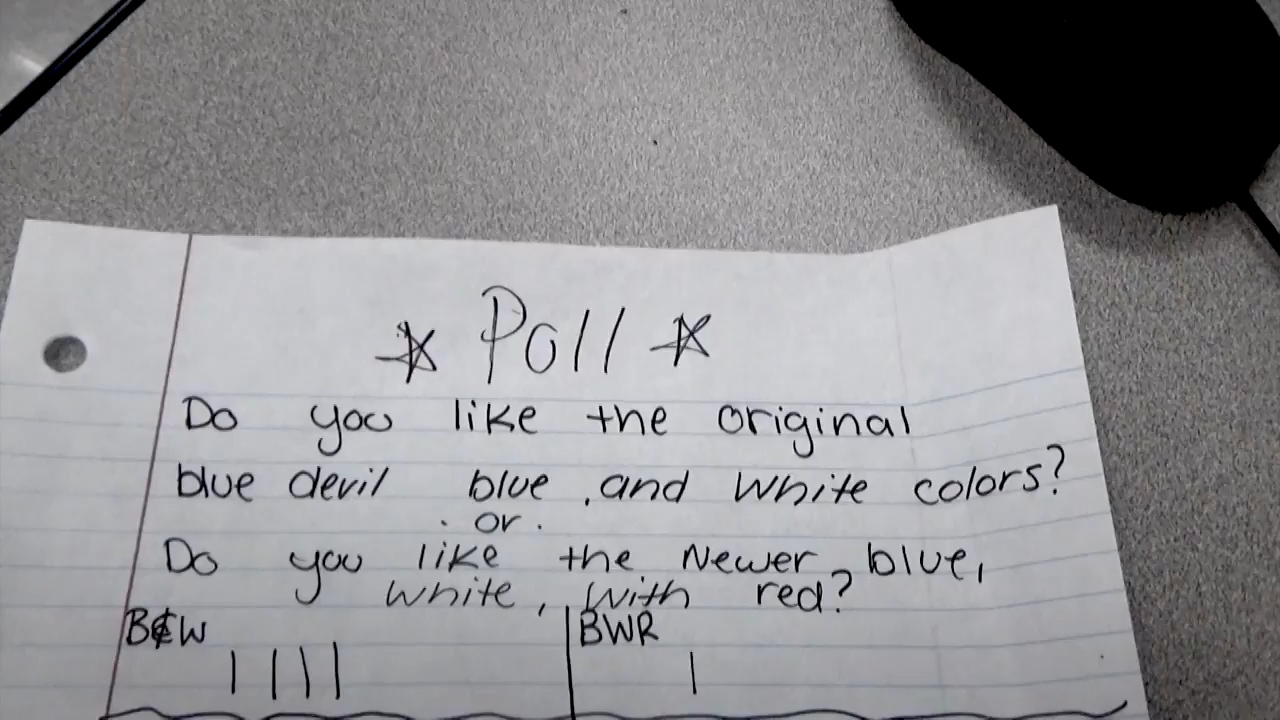 ☆ Poll ☆
Do you like the original
blue devil blue, and white colors?
. or .
Do you like the Newer blue,
white, with red?
B&W BWR
| | | | |